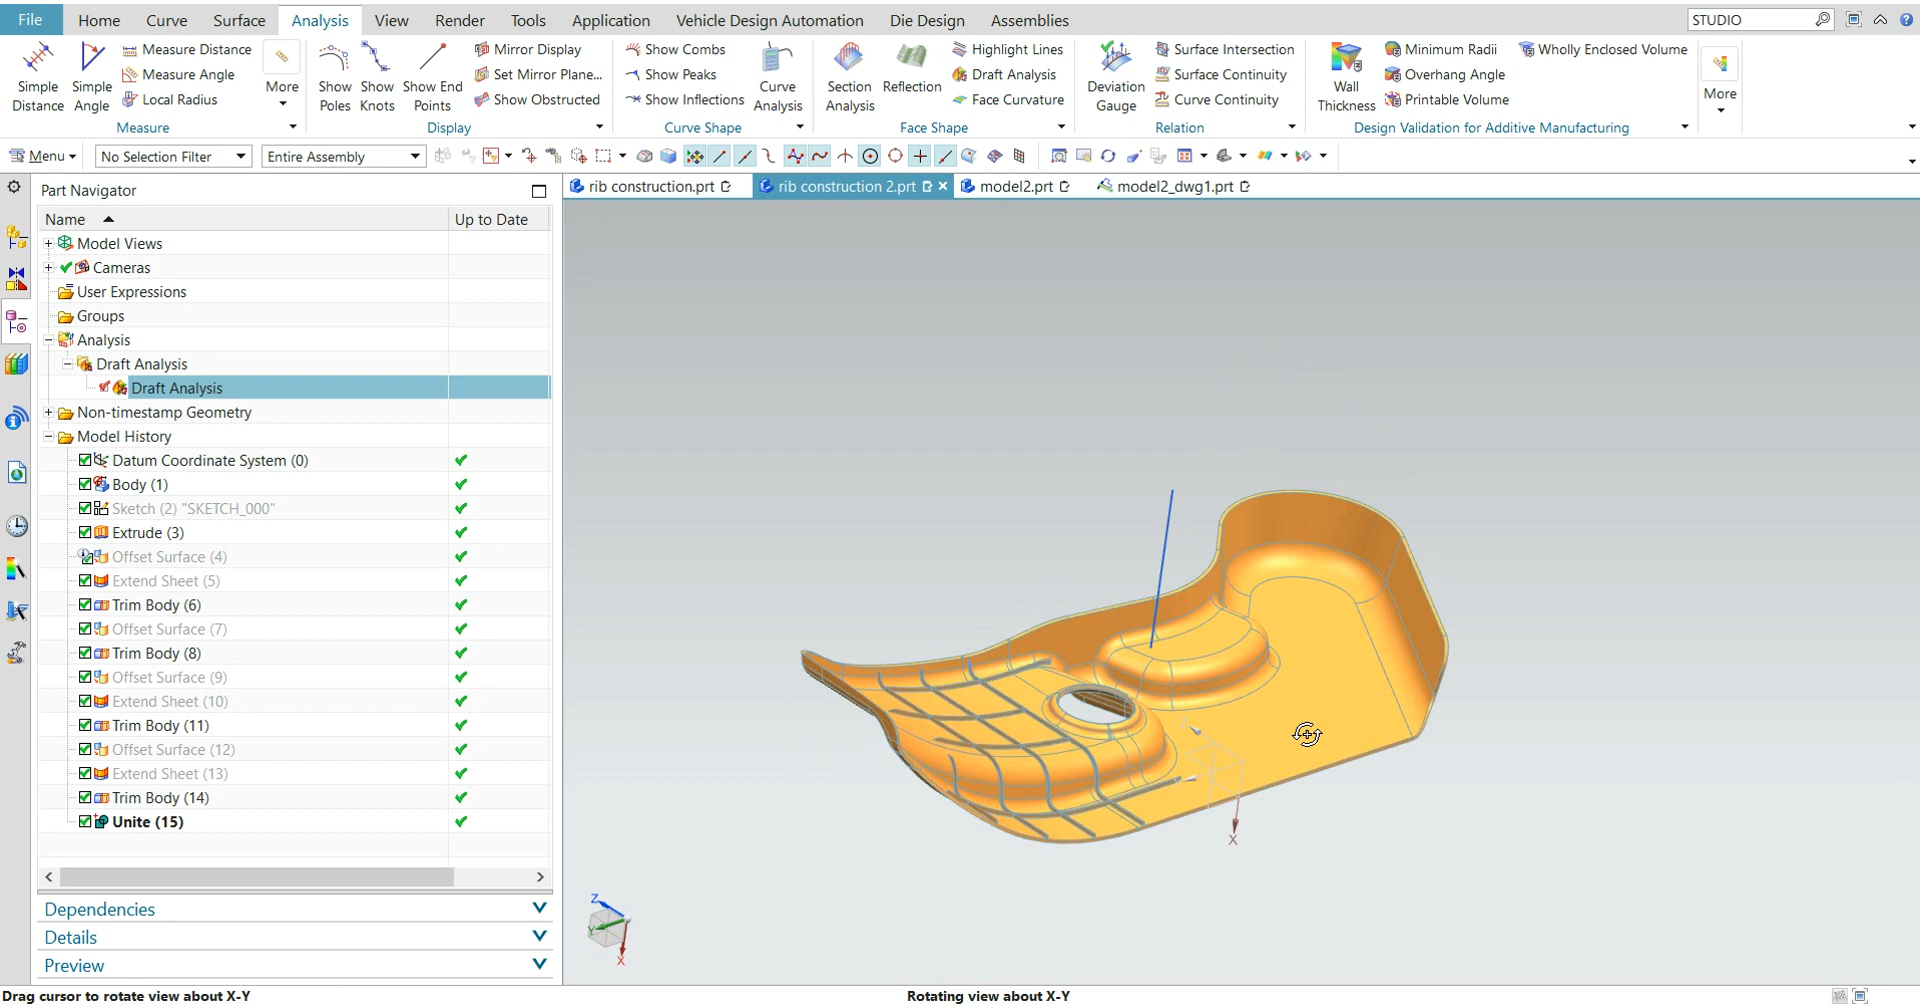 File Home Curve Surface Analysis View Render Tools Application Vehicle Design Automation Die Design Assemblies STUDIO
Simple Distance
Simple Angle
Measure Distance
Measure Angle
Local Radius
More
Measure
Show Poles
Show Knots
Show End Points
Mirror Display
Set Mirror Plane...
Show Obstructed
Display
Show Combs
Show Peaks
Show Inflections
Curve Analysis
Curve Shape
Section Analysis
Reflection
Highlight Lines
Draft Analysis
Face Curvature
Face Shape
Deviation Gauge
Surface Intersection
Surface Continuity
Curve Continuity
Relation
Wall Thickness
Minimum Radii
Overhang Angle
Printable Volume
Wholly Enclosed Volume
Design Validation for Additive Manufacturing
More
Menu No Selection Filter Entire Assembly
Part Navigator
rib construction.prt rib construction 2.prt model2.prt model2_dwg1.prt
Name Up to Date
Model Views
Cameras
User Expressions
Groups
Analysis
Draft Analysis
Draft Analysis
Non-timestamp Geometry
Model History
Datum Coordinate System (0)
Body (1)
Sketch (2) "SKETCH_000"
Extrude (3)
Offset Surface (4)
Extend Sheet (5)
Trim Body (6)
Offset Surface (7)
Trim Body (8)
Offset Surface (9)
Extend Sheet (10)
Trim Body (11)
Offset Surface (12)
Extend Sheet (13)
Trim Body (14)
Unite (15)
Dependencies
Details
Preview
X
Z
Y
X
Drag cursor to rotate view about X-Y Rotating view about X-Y